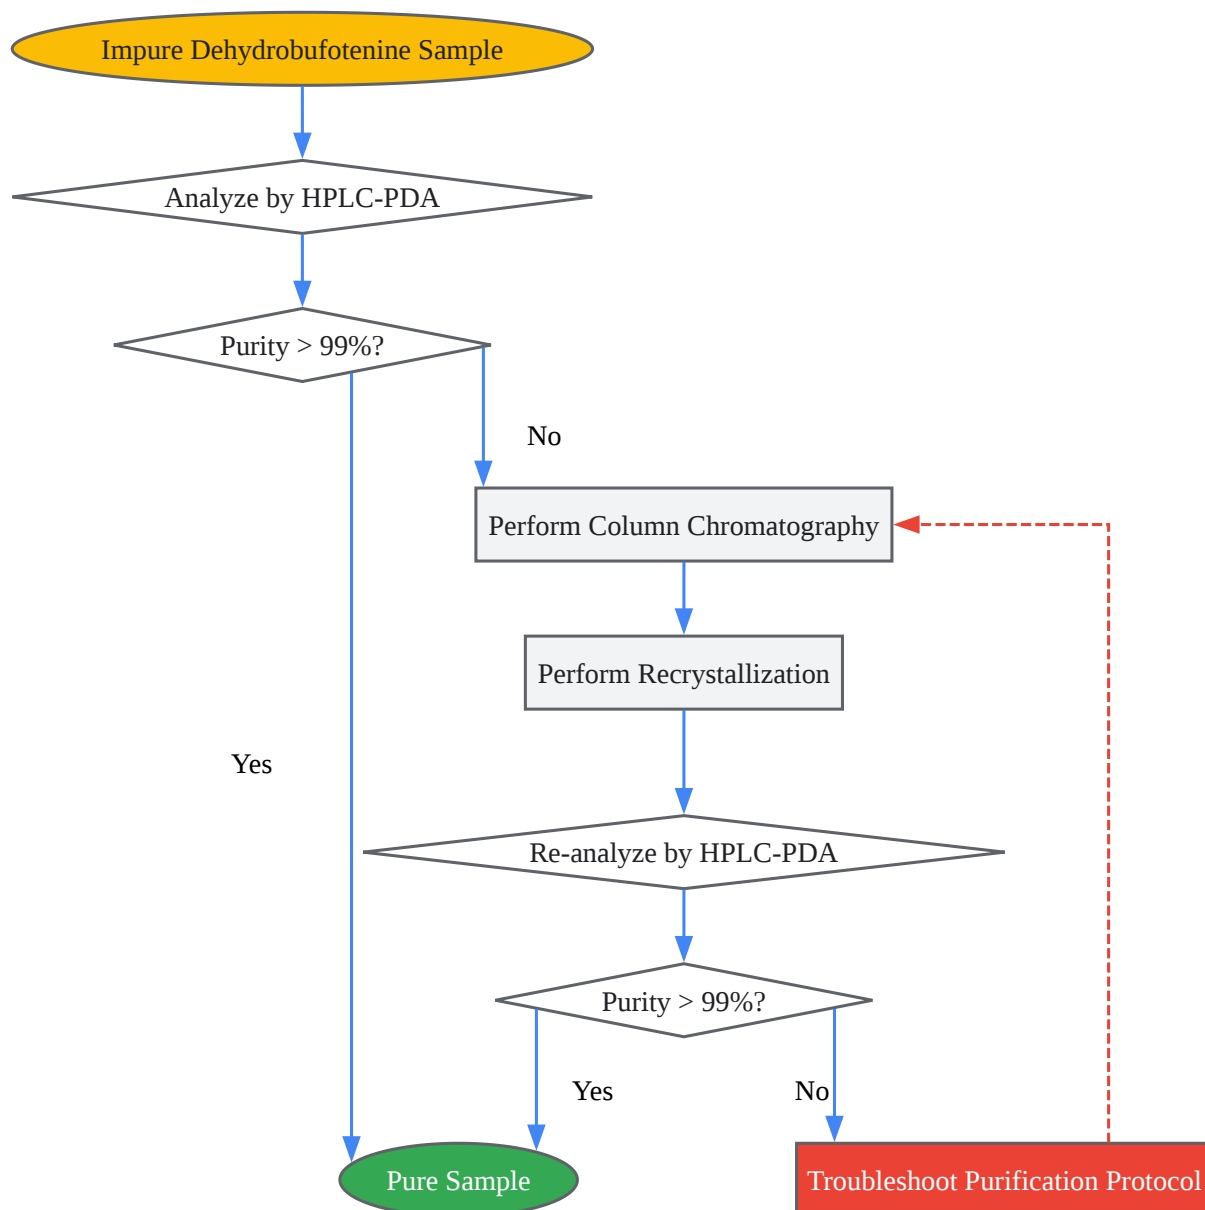 Impure Dehydrobufotenine Sample
Analyze by HPLC-PDA
Purity > 99%?
No
Perform Column Chromatography
Perform Recrystallization
Yes
Re-analyze by HPLC-PDA
Purity > 99%?
Yes
No
Pure Sample
Troubleshoot Purification Protocol